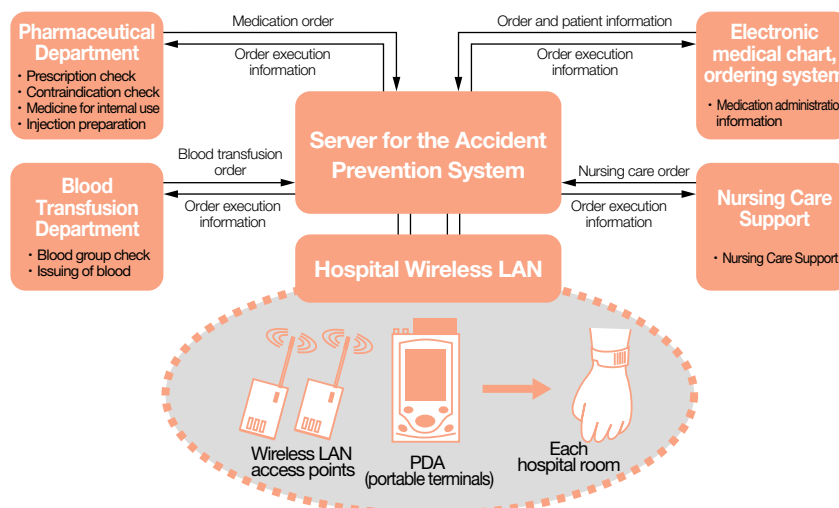 Pharmaceutical
Department
・Prescription check
・Contraindication check
・Medicine for internal use
・Injection preparation
Medication order
Order execution
information
Order and patient information
Order execution
information
Electronic
medical chart,
ordering system
・Medication administration
information
Server for the Accident
Prevention System
Blood transfusion
order
Order execution
information
Blood
Transfusion
Department
・Blood group check
・Issuing of blood
Nursing care order
Order execution
information
Nursing Care
Support
・Nursing Care Support
Hospital Wireless LAN
Wireless LAN
access points
PDA
(portable terminals)
Each
hospital room